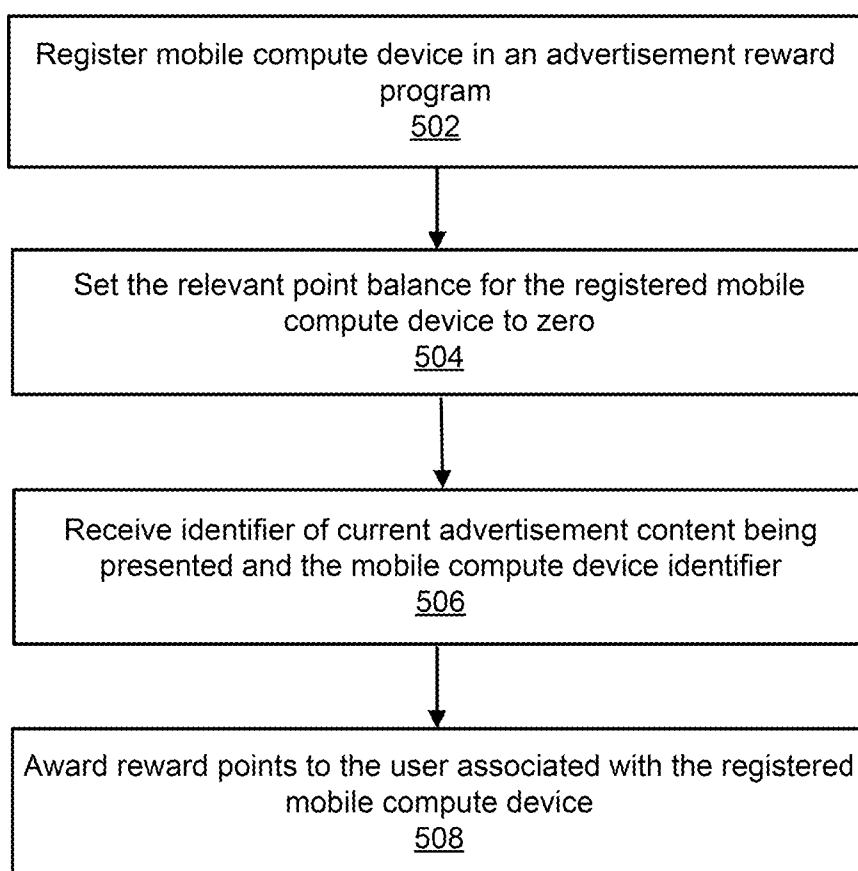 Register mobile compute device in an advertisement reward
program
502
Set the relevant point balance for the registered mobile
compute device to zero
504
Receive identifier of current advertisement content being
presented and the mobile compute device identifier
506
Award reward points to the user associated with the registered
mobile compute device
508